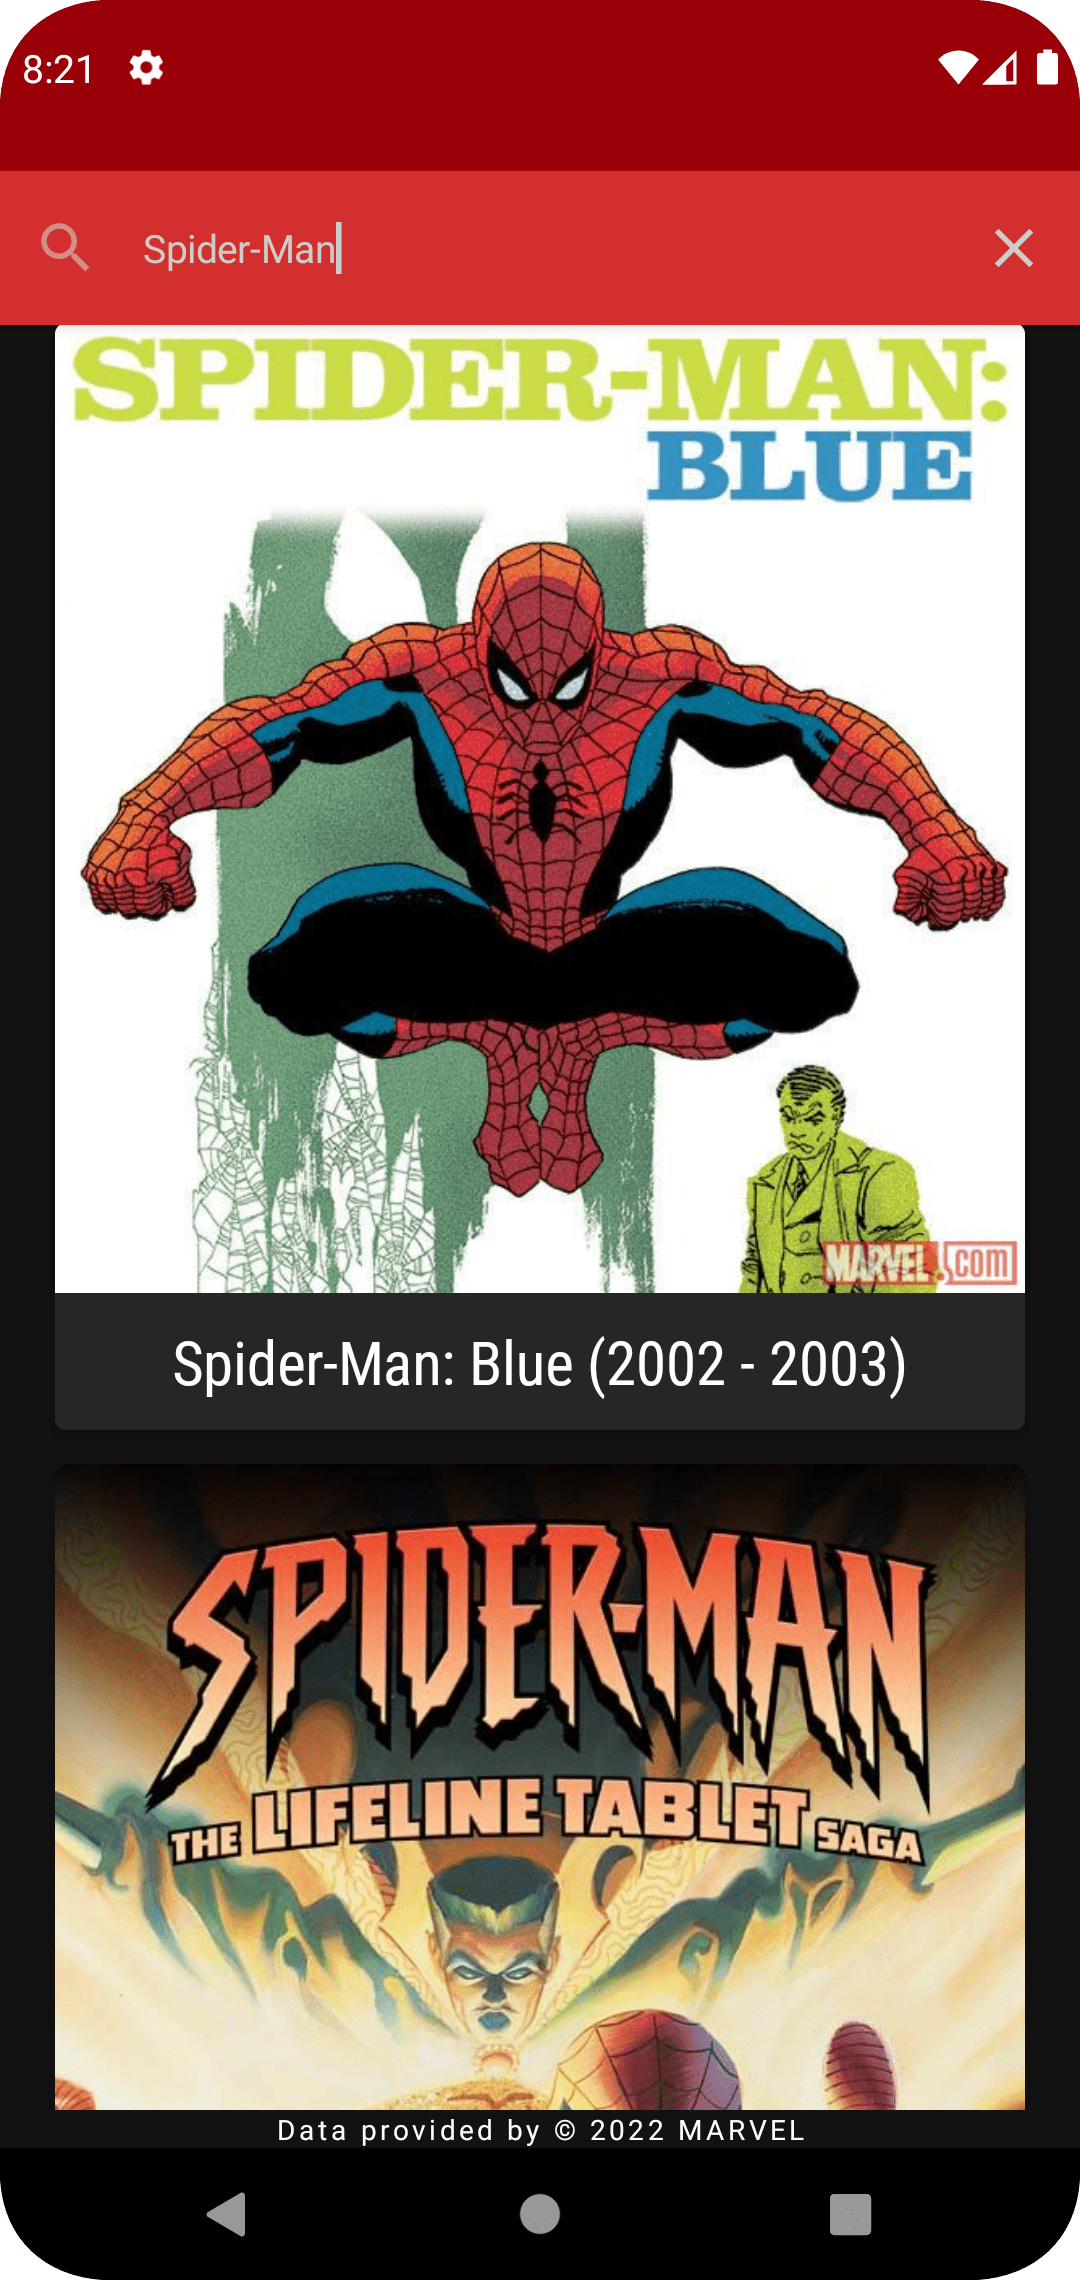 8:21
Spider-Man
SPIDER-MAN:
BLUE
MARVEL.com
Spider-Man: Blue (2002 - 2003)
SPIDER-MAN
THE LIFELINE TABLET SAGA
Data provided by © 2022 MARVEL